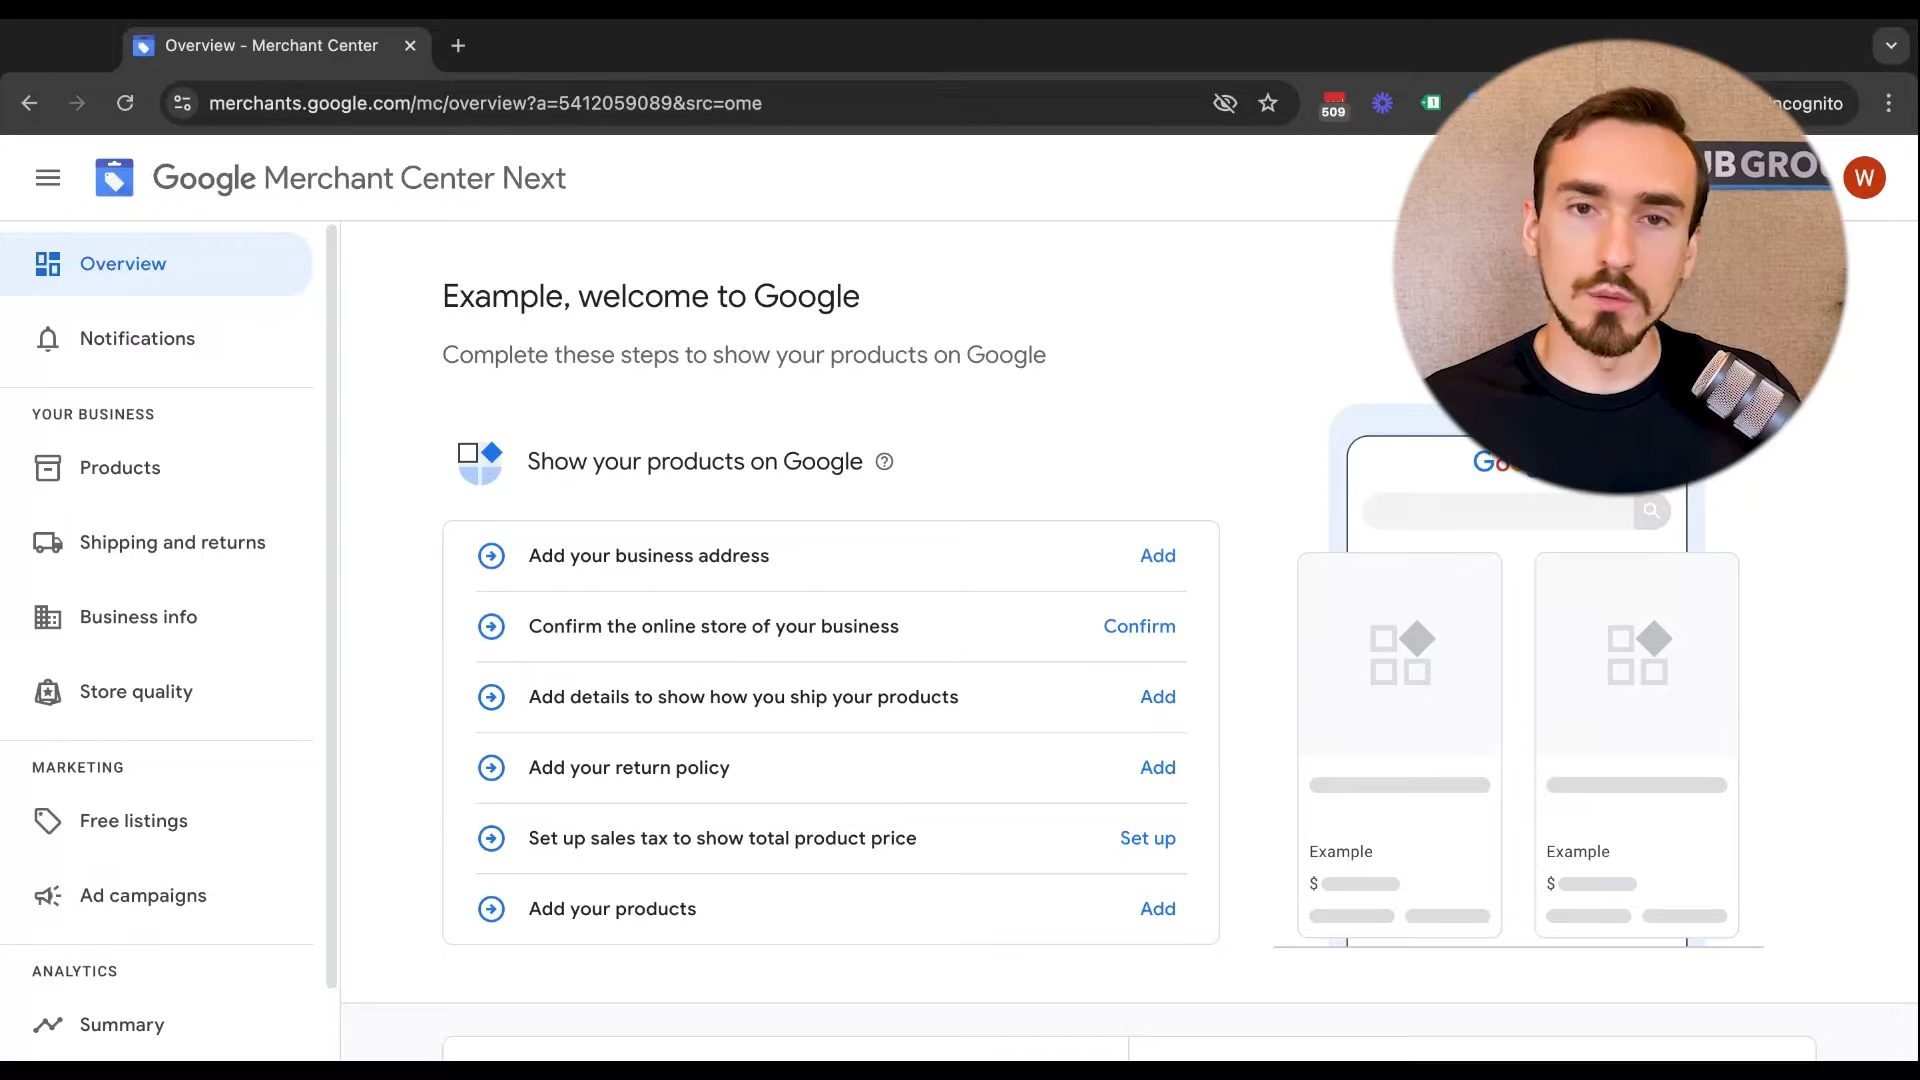 Overview - Merchant Center
merchants.google.com/mc/overview?a=5412059089&src=ome
509
1
Google Merchant Center Next
W
Overview
Notifications
YOUR BUSINESS
Products
Shipping and returns
Business info
Store quality
MARKETING
Free listings
Ad campaigns
ANALYTICS
Summary
Example, welcome to Google
Complete these steps to show your products on Google
Show your products on Google
Add your business address Add
Confirm the online store of your business Confirm
Add details to show how you ship your products Add
Add your return policy Add
Set up sales tax to show total product price Set up
Add your products Add
Example
$
Example
$